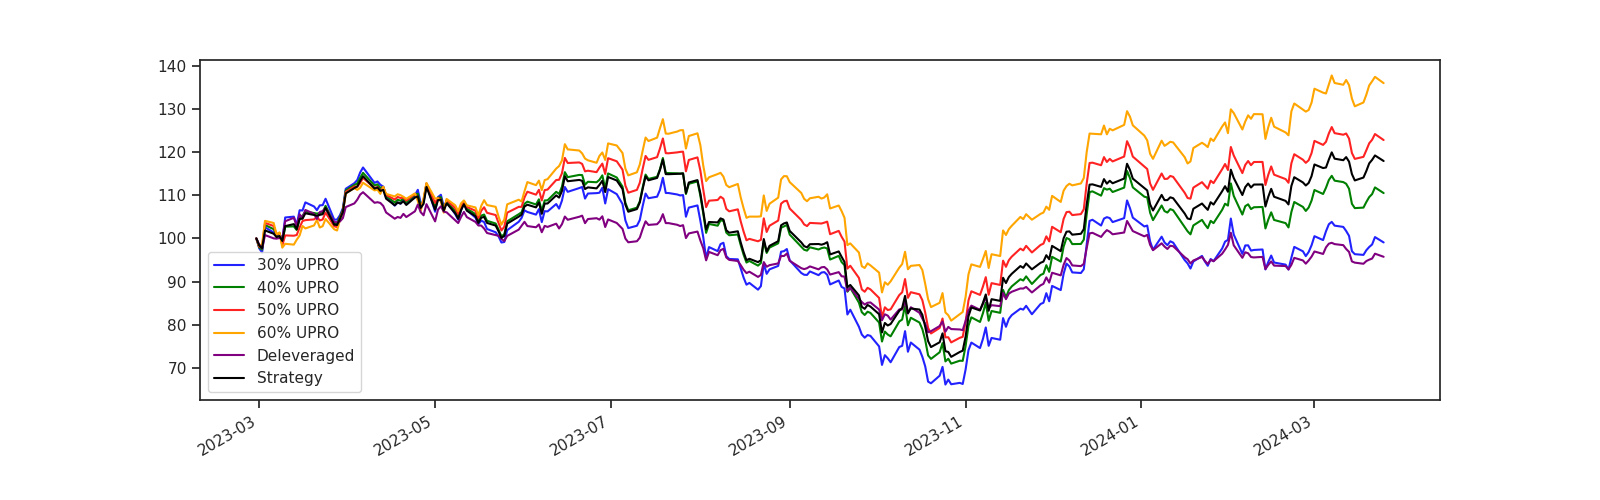 140
130
120
110
100
90
80
70
30% UPRO
40% UPRO
50% UPRO
60% UPRO
Deleveraged
Strategy
2023-03
2023-05
2023-07
2023-09
2023-11
2024-01
2024-03